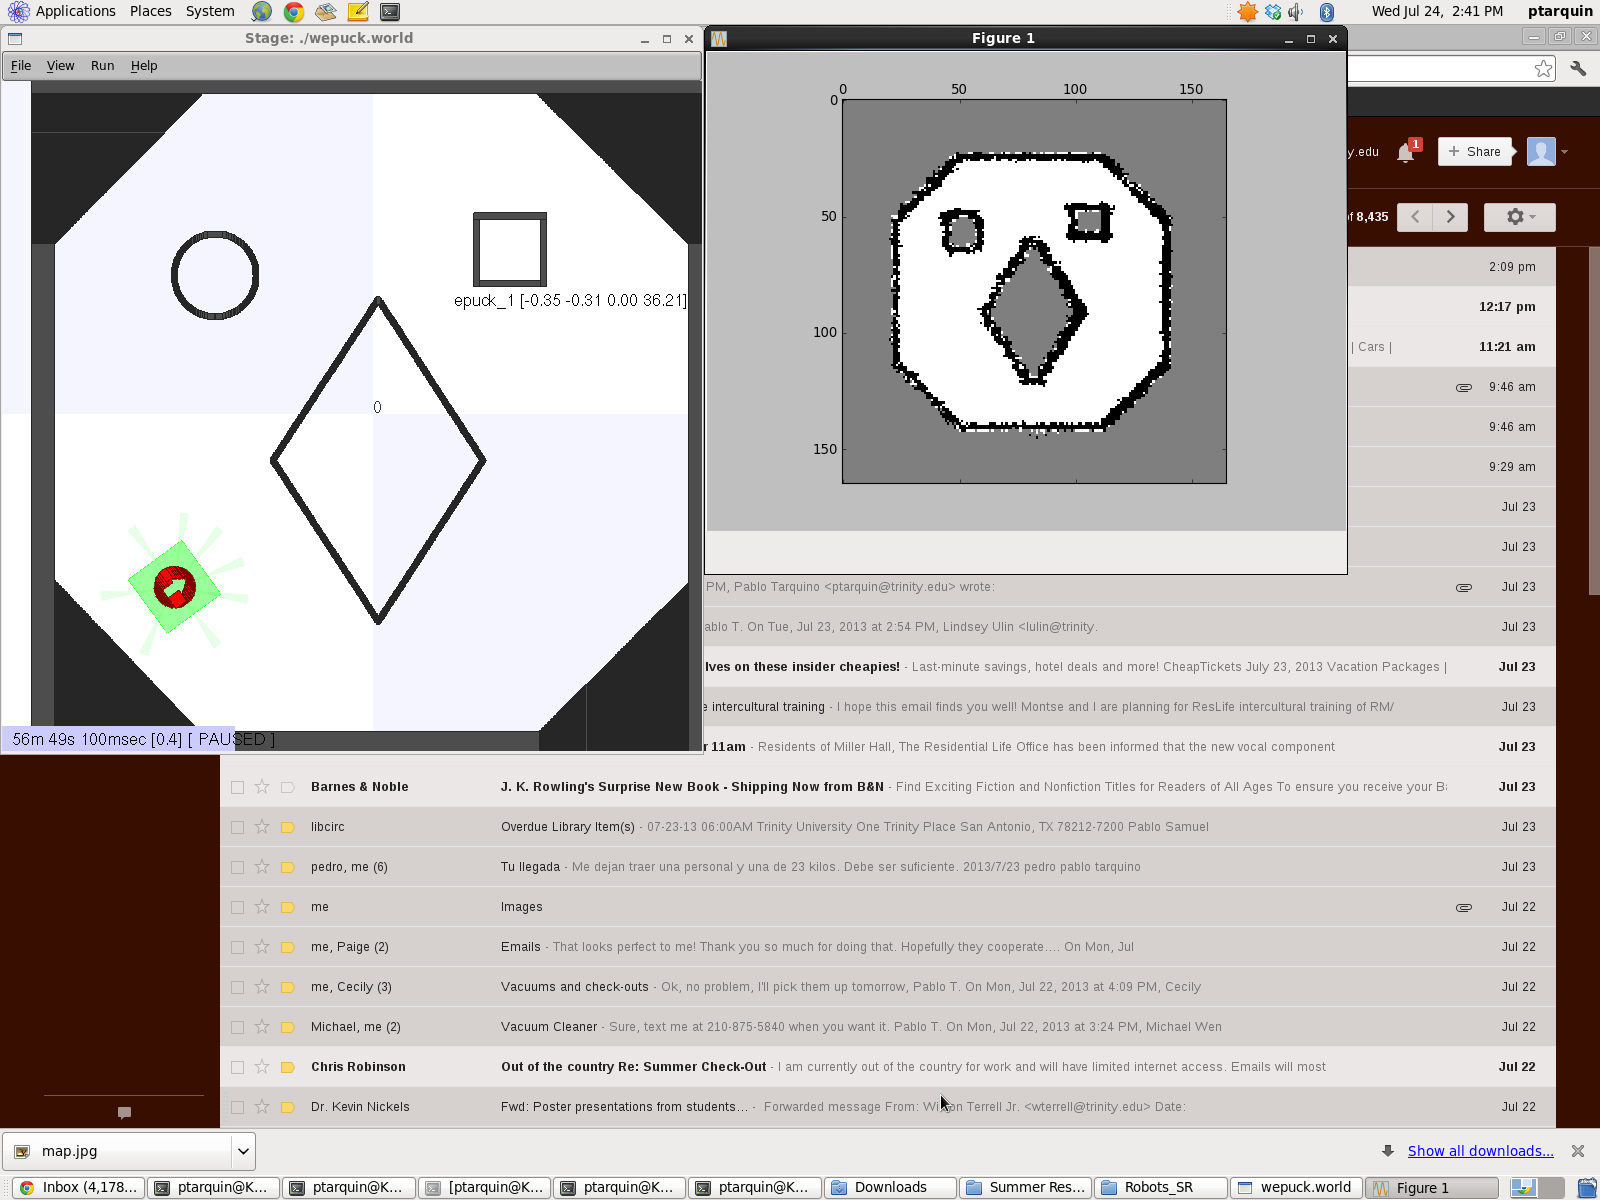 Applications Places System Wed Jul 24, 2:41 PM ptarquin
Stage: ./wepuck.world
File View Run Help
epuck_1 [-0.35 -0.31 0.00 36.21]
0
56m 49s 100msec [0.4] [ PAUSED ]
Figure 1
0 50 100 150
0
50
100
150
y.edu 1 + Share
of 8,435
2:09 pm
12:17 pm
| Cars | 11:21 am
9:46 am
9:46 am
9:29 am
Jul 23
Jul 23
PM, Pablo Tarquino <ptarquin@trinity.edu> wrote: Jul 23
ablo T. On Tue, Jul 23, 2013 at 2:54 PM, Lindsey Ulin <lulin@trinity. Jul 23
lves on these insider cheapies! - Last-minute savings, hotel deals and more! CheapTickets July 23, 2013 Vacation Packages | Jul 23
e intercultural training - I hope this email finds you well! Montse and I are planning for ResLife intercultural training of RM/ Jul 23
r 11am - Residents of Miller Hall, The Residential Life Office has been informed that the new vocal component Jul 23
Barnes & Noble J. K. Rowling's Surprise New Book - Shipping Now from B&N - Find Exciting Fiction and Nonfiction Titles for Readers of All Ages To ensure you receive your Jul 23
libcirc Overdue Library Item(s) - 07-23-13 06:00AM Trinity University One Trinity Place San Antonio, TX 78212-7200 Pablo Samuel Jul 23
pedro, me (6) Tu llegada - Me dejan traer una personal y una de 23 kilos. Debe ser suficiente. 2013/7/23 pedro pablo tarquino Jul 23
me Images Jul 22
me, Paige (2) Emails - That looks perfect to me! Thank you so much for doing that. Hopefully they cooperate.... On Mon, Jul Jul 22
me, Cecily (3) Vacuums and check-outs - Ok, no problem, I'll pick them up tomorrow, Pablo T. On Mon, Jul 22, 2013 at 4:09 PM, Cecily Jul 22
Michael, me (2) Vacuum Cleaner - Sure, text me at 210-875-5840 when you want it. Pablo T. On Mon, Jul 22, 2013 at 3:24 PM, Michael Wen Jul 22
Chris Robinson Out of the country Re: Summer Check-Out - I am currently out of the country for work and will have limited internet access. Emails will most Jul 22
Dr. Kevin Nickels Fwd: Poster presentations from students... - Forwarded message From: Terrell Jr. <wterrell@trinity.edu> Date: Jul 22
map.jpg Show all downloads...
Inbox (4,178... ptarquin@K... ptarquin@K... [ptarquin@K... ptarquin@K... ptarquin@K... Downloads Summer Res... Robots_SR wepuck.world Figure 1